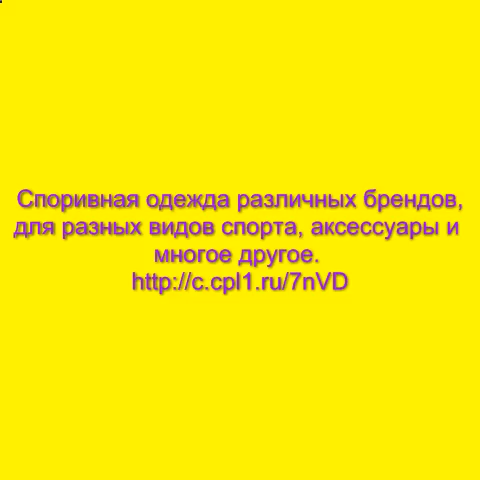 Споривная одежда различных брендов,
для разных видов спорта, аксессуары и
многое другое.
http://c.cpl1.ru/7nVD